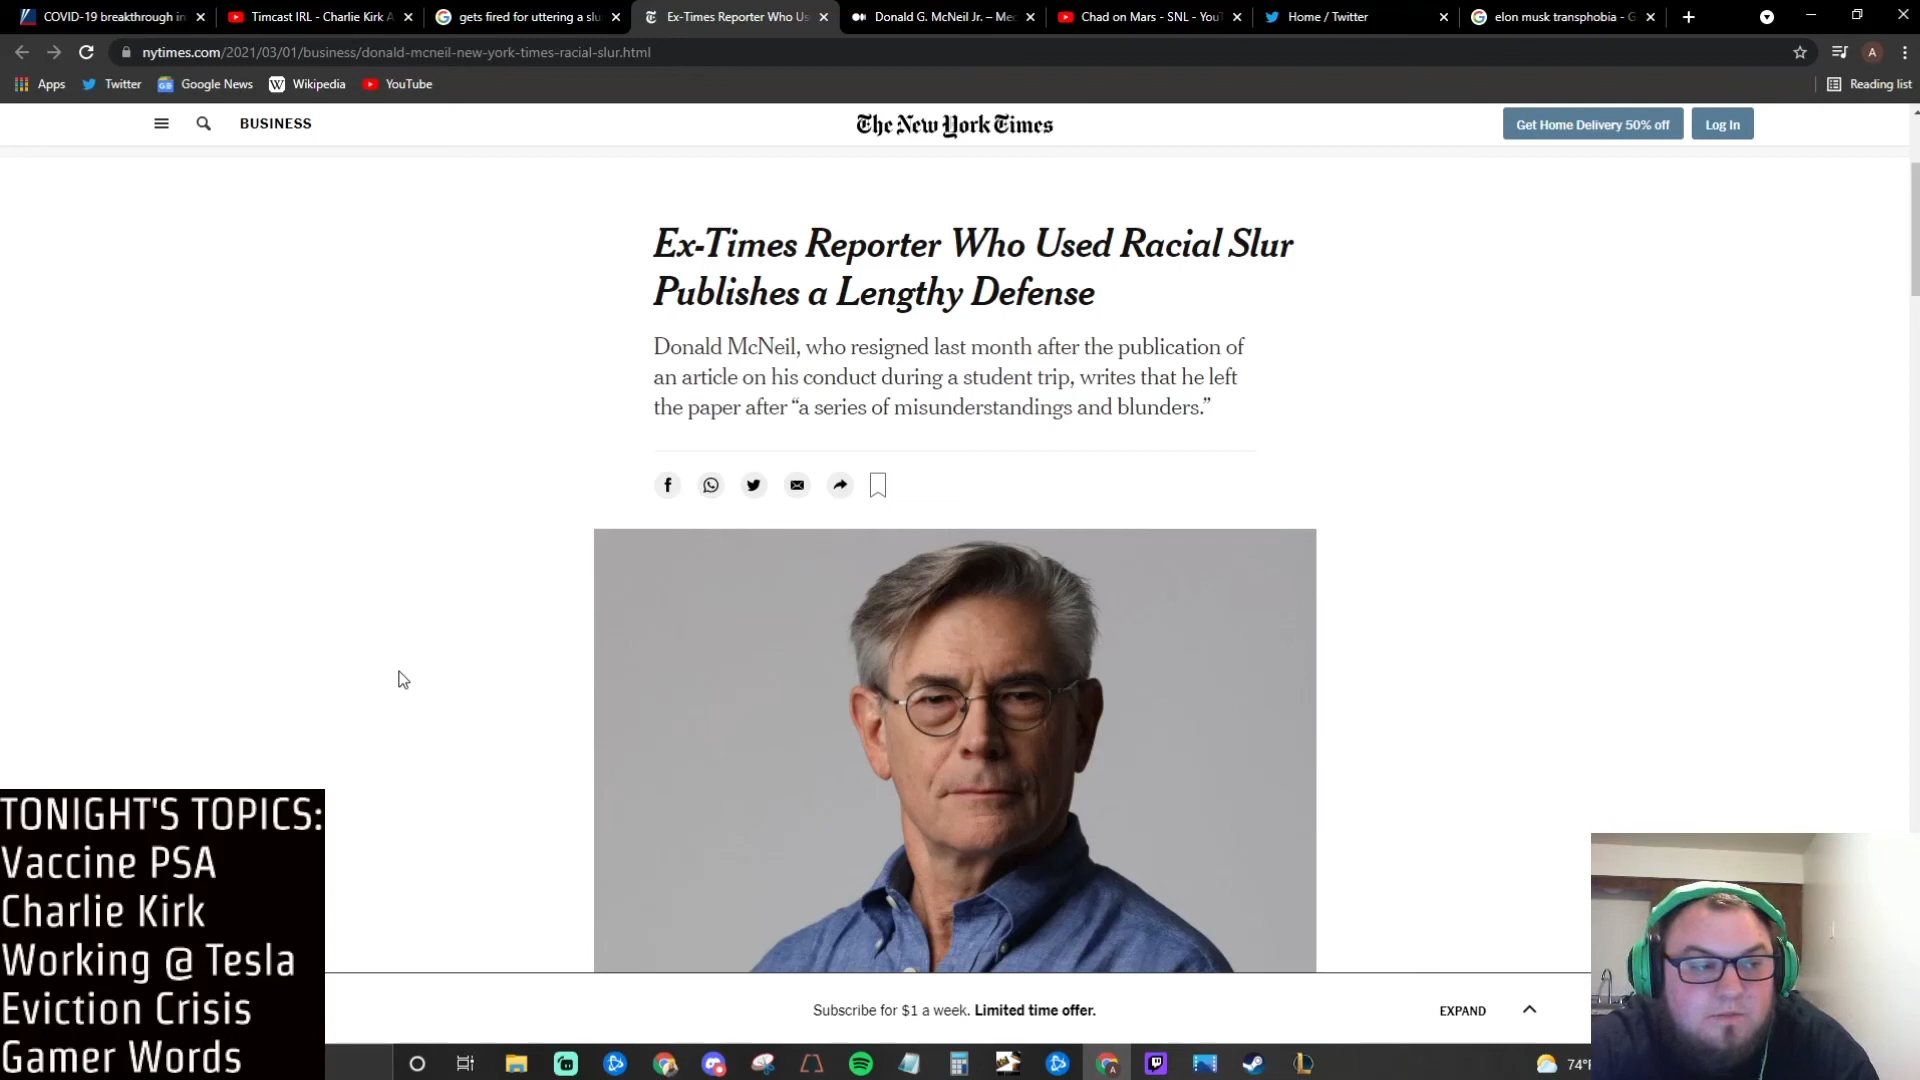 COVID-19 breakthrough in
Timcast IRL - Charlie Kirk A
gets fired for uttering a slu
Ex-Times Reporter Who Us
Donald G. McNeil Jr. – Med
Chad on Mars - SNL - YouT
Home / Twitter
elon musk transphobia - G
nytimes.com/2021/03/01/business/donald-mcneil-new-york-times-racial-slur.html
A
Apps
Twitter
Google News
Wikipedia
YouTube
Reading list
BUSINESS
The New York Times
Get Home Delivery 50% off
Log In
Ex-Times Reporter Who Used Racial Slur
Publishes a Lengthy Defense
Donald McNeil, who resigned last month after the publication of
an article on his conduct during a student trip, writes that he left
the paper after “a series of misunderstandings and blunders.”
TONIGHT'S TOPICS:
Vaccine PSA
Charlie Kirk
Working @ Tesla
Eviction Crisis
Gamer Words
Subscribe for $1 a week. Limited time offer.
EXPAND
74°F